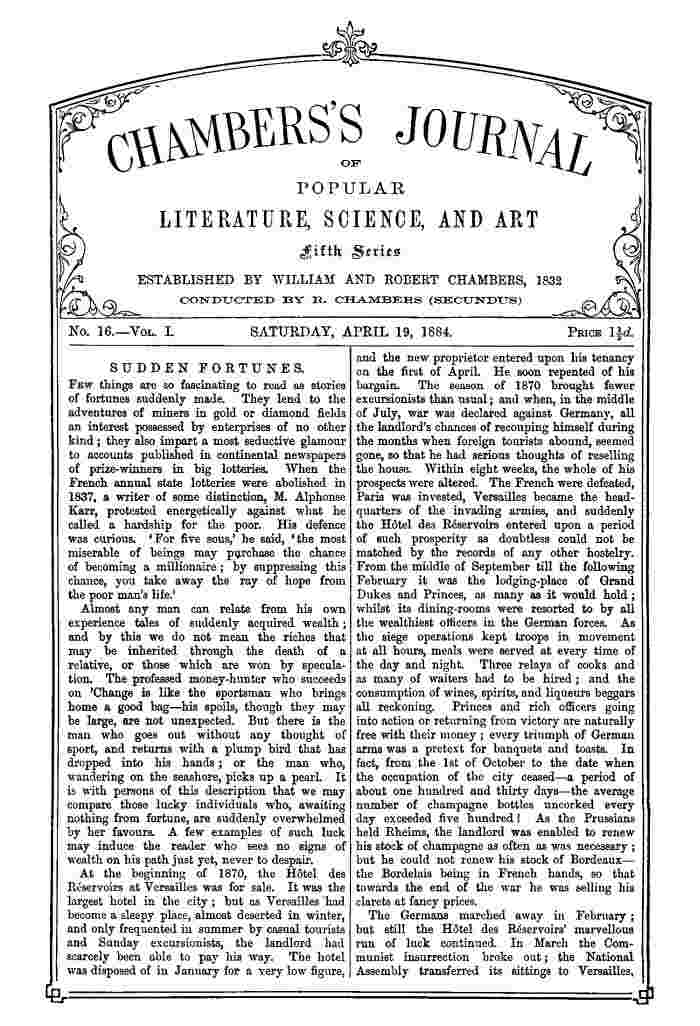 CHAMBERS'S JOURNAL
OF
POPULAR
LITERATURE, SCIENCE, AND ART
Fifth Series
ESTABLISHED BY WILLIAM AND ROBERT CHAMBERS, 1832
CONDUCTED BY R. CHAMBERS (SECUNDUS)
No. 16.—Vol. I. SATURDAY, APRIL 19, 1884. PRICE 1½d.
SUDDEN FORTUNES.
Few things are so fascinating to read as stories
of fortunes suddenly made. They lend to the
adventures of miners in gold or diamond fields
an interest possessed by enterprises of no other
kind; they also impart a most seductive glamour
to accounts published in continental newspapers
of prize-winners in big lotteries. When the
French annual state lotteries were abolished in
1837, a writer of some distinction, M. Alphonse
Karr, protested energetically against what he
called a hardship for the poor. His defence
was curious. 'For five sous,' he said, 'the most
miserable of beings may purchase the chance
of becoming a millionaire; by suppressing this
chance, you take away the ray of hope from
the poor man's life.'
Almost any man can relate from his own
experience tales of suddenly acquired wealth;
and by this we do not mean the riches that
may be inherited through the death of a
relative, or those which are won by specula-
tion. The professed money-hunter who succeeds
on 'Change is like the sportsman who brings
home a good bag—his spoils, though they may
be large, are not unexpected. But there is the
man who goes out without any thought of
sport, and returns with a plump bird that has
dropped into his hands; or the man who,
wandering on the seashore, picks up a pearl. It
is with persons of this description that we may
compare those lucky individuals who, awaiting
nothing from fortune, are suddenly overwhelmed
by her favours. A few examples of such luck
may induce the reader who sees no signs of
wealth on his path just yet, never to despair.
At the beginning of 1870, the Hôtel des
Réservoirs at Versailles was for sale. It was the
largest hotel in the city; but as Versailles had
become a sleepy place, almost deserted in winter,
and only frequented in summer by casual tourists
and Sunday excursionists, the landlord had
scarcely been able to pay his way. The hotel
was disposed of in January for a very low figure,
and the new proprietor entered upon his tenancy
on the first of April. He soon repented of his
bargain. The season of 1870 brought fewer
excursionists than usual; and when, in the middle
of July, war was declared against Germany, all
the landlord's chances of recouping himself during
the months when foreign tourists abound, seemed
gone, so that he had serious thoughts of reselling
the house. Within eight weeks, the whole of his
prospects were altered. The French were defeated,
Paris was invested, Versailles became the head-
quarters of the invading armies, and suddenly
the Hôtel des Réservoirs entered upon a period
of such prosperity as doubtless could not be
matched by the records of any other hostelry.
From the middle of September till the following
February it was the lodging-place of Grand
Dukes and Princes, as many as it would hold;
whilst its dining-rooms were resorted to by all
the wealthiest officers in the German forces. As
the siege operations kept troops in movement
at all hours, meals were served at every time of
the day and night. Three relays of cooks and
as many of waiters had to be hired; and the
consumption of wines, spirits, and liqueurs beggars
all reckoning. Princes and rich officers going
into action or returning from victory are naturally
free with their money; every triumph of German
arms was a pretext for banquets and toasts. In
fact, from the 1st of October to the date when
the occupation of the city ceased—a period of
about one hundred and thirty days—the average
number of champagne bottles uncorked every
day exceeded five hundred! As the Prussians
held Rheims, the landlord was enabled to renew
his stock of champagne as often as was necessary;
but he could not renew his stock of Bordeaux—
the Bordelais being in French hands, so that
towards the end of the war he was selling his
clarets at fancy prices.
The Germans marched away in February;
but still the Hôtel des Réservoirs' marvellous
run of luck continued. In March the Com-
munist insurrection broke out; the National
Assembly transferred its sittings to Versailles,